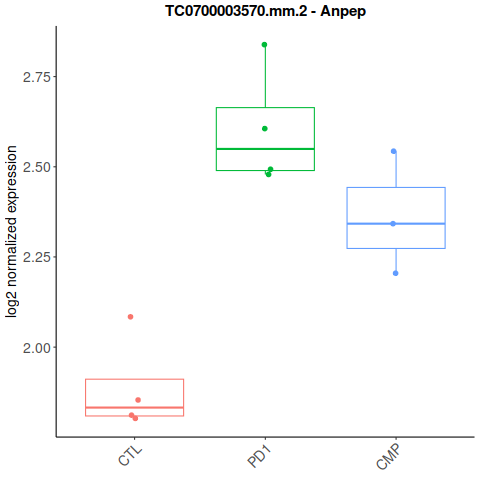 TC0700003570.mm.2 - Anpep
log2 normalized expression
2.75
2.50
2.25
2.00
CTL
PD1
CMP